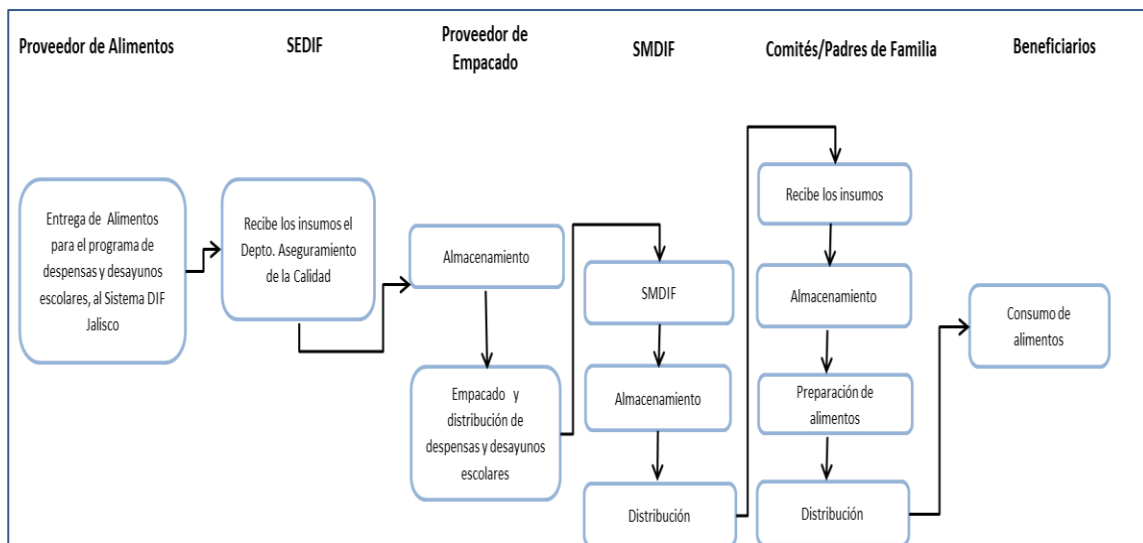 Proveedor de Alimentos
SEDIF
Proveedor de
Empacado
SMDIF
Comités/Padres de Familia
Beneficiarios
Entrega de Alimentos
para el programa de
despensas y desayunos
escolares, al Sistema DIF
Jalisco
Recibe los insumos el
Depto. Aseguramiento
de la Calidad
Almacenamiento
Empacado y
distribución de
despensas y desayunos
escolares
SMDIF
Almacenamiento
Distribución
Recibe los insumos
Almacenamiento
Preparación de
alimentos
Distribución
Consumo de
alimentos